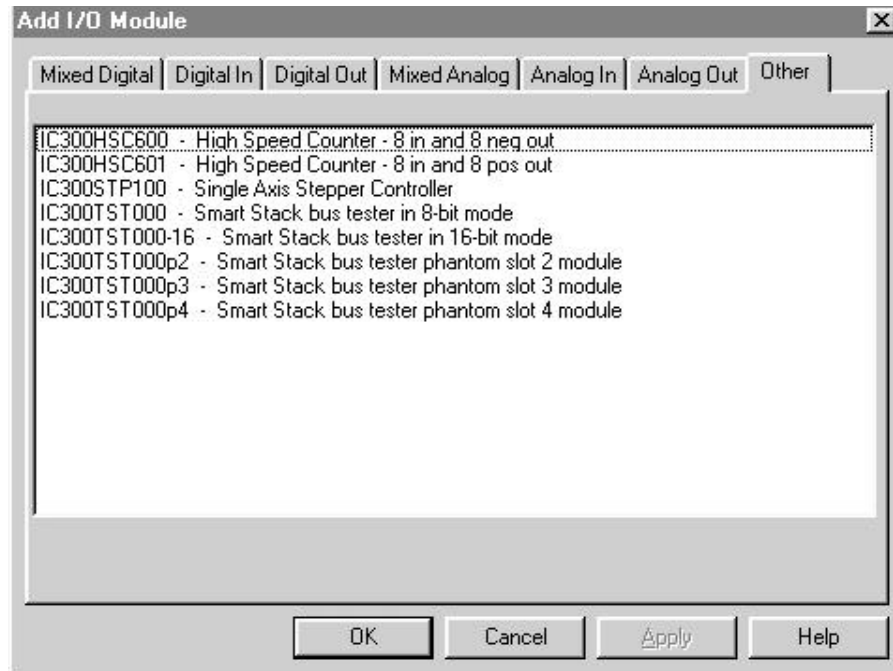 Add I/O Module
Mixed Digital Digital In Digital Out Mixed Analog Analog In Analog Out Other
IC300HSC600 - High Speed Counter - 8 in and 8 neg out
IC300HSC601 - High Speed Counter - 8 in and 8 pos out
IC300STP100 - Single Axis Stepper Controller
IC300TST000 - Smart Stack bus tester in 8-bit mode
IC300TST000-16 - Smart Stack bus tester in 16-bit mode
IC300TST000p2 - Smart Stack bus tester phantom slot 2 module
IC300TST000p3 - Smart Stack bus tester phantom slot 3 module
IC300TST000p4 - Smart Stack bus tester phantom slot 4 module
OK Cancel Apply Help